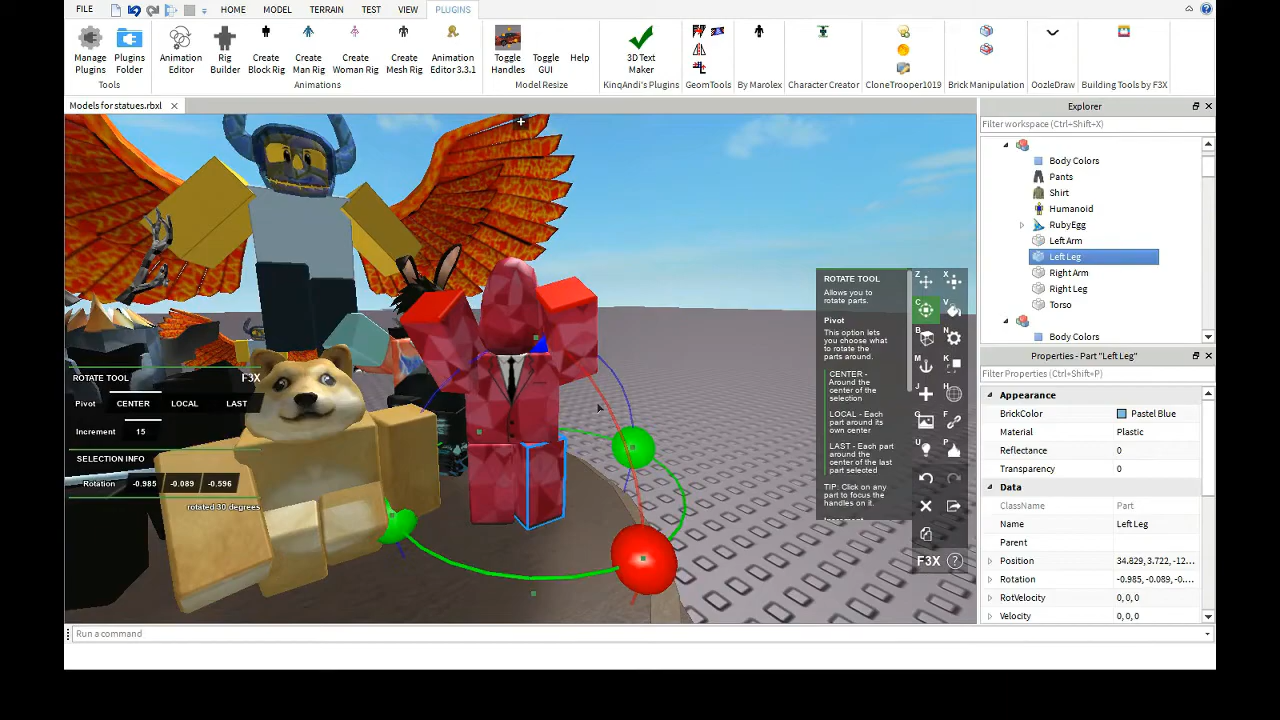 FILE HOME MODEL TERRAIN TEST VIEW PLUGINS
Manage Plugins
Plugins Folder
Animation Editor
Rig Builder
Create Block Rig
Create Man Rig
Create Woman Rig
Create Mesh Rig
Animation Editor 3.3.1
Toggle Handles
Toggle GUI
Help
3D Text Maker
Tools Animations Model Resize KinqAndi's Plugins GeomTools By Marolex Character Creator CloneTrooper1019 Brick Manipulation OozleDraw Building Tools by F3X
Models for statues.rbxl
Explorer
Filter workspace (Ctrl+Shift+X)
Body Colors
Pants
Shirt
Humanoid
RubyEgg
Left Arm
Left Leg
Right Arm
Right Leg
Torso
Body Colors
Properties - Part "Left Leg"
Filter Properties (Ctrl+Shift+P)
Appearance
BrickColor Pastel Blue
Material Plastic
Reflectance 0
Transparency 0
Data
ClassName Part
Name Left Leg
Parent
Position 34.829, 3.722, -12...
Rotation -0.985, -0.089, -0....
RotVelocity 0, 0, 0
Velocity 0, 0, 0
ROTATE TOOL
Allows you to
rotate parts.
Pivot
This option lets
you choose what
to rotate the
parts around.
CENTER -
Around the
center of the
selection
LOCAL - Each
part around its
own center
LAST - Each part
around the
center of the last
part selected
TIP: Click on any
part to focus the
handles on it.
Z X
C V
B N
M K
J H
G F
U P
F3X ?
ROTATE TOOL F3X
Pivot CENTER LOCAL LAST
Increment 15
SELECTION INFO
Rotation -0.985 -0.089 -0.596
rotated 30 degrees
Run a command